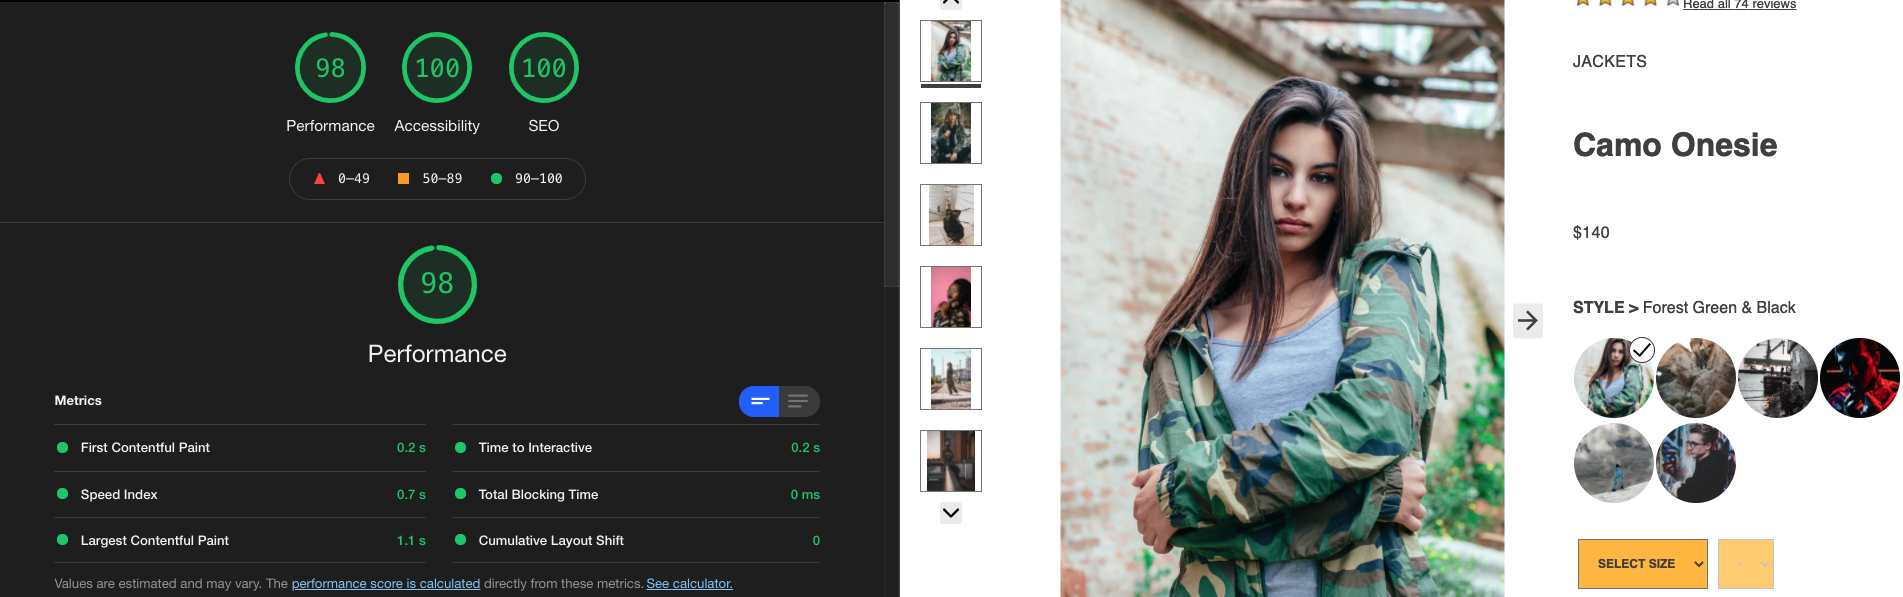 98
100
100
Performance
Accessibility
SEO
0–49
50–89
90–100
98
Performance
Metrics
First Contentful Paint
0.2 s
Time to Interactive
0.2 s
Speed Index
0.7 s
Total Blocking Time
0 ms
Largest Contentful Paint
1.1 s
Cumulative Layout Shift
0
Values are estimated and may vary. The performance score is calculated directly from these metrics. See calculator.
Read all 74 reviews
JACKETS
Camo Onesie
$140
STYLE > Forest Green & Black
SELECT SIZE
-